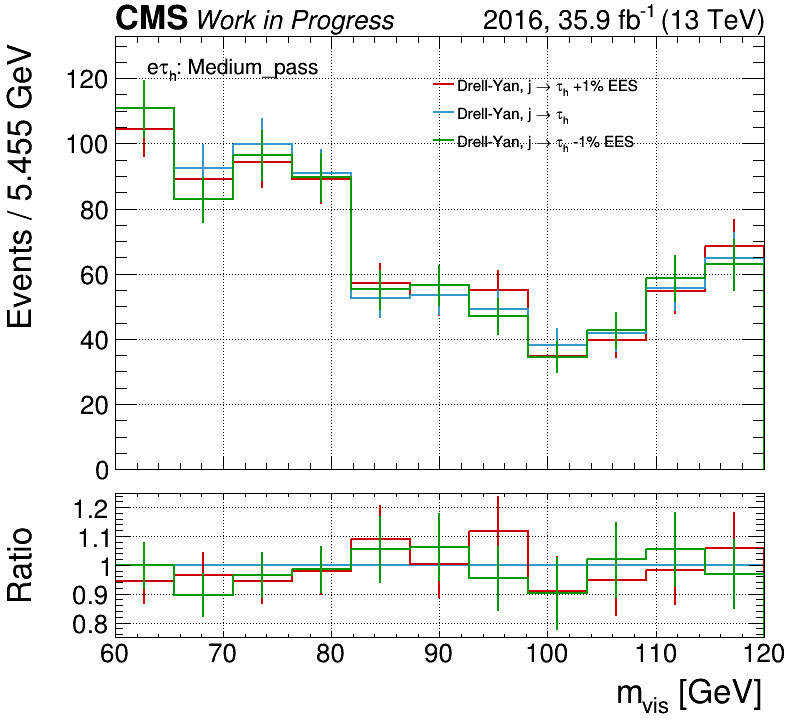 CMS Work in Progress 2016, 35.9 fb⁻¹ (13 TeV)
Events / 5.455 GeV
eτₕ: Medium_pass
Drell-Yan, j → τₕ +1% EES
Drell-Yan, j → τₕ
Drell-Yan, j → τₕ -1% EES
120
100
80
60
40
20
0
Ratio
1.2
1.1
1
0.9
0.8
60 70 80 90 100 110 120
m_vis [GeV]